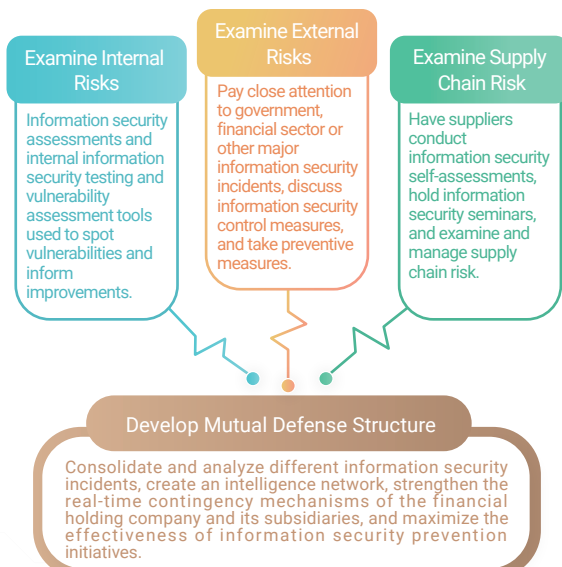 Examine Internal
Risks
Information security
assessments and
internal information
security testing and
vulnerability
assessment tools
used to spot
vulnerabilities and
inform
improvements.
Examine External
Risks
Pay close attention
to government,
financial sector or
other major
information security
incidents, discuss
information security
control measures,
and take preventive
measures.
Examine Supply
Chain Risk
Have suppliers
conduct
information security
self-assessments,
hold information
security seminars,
and examine and
manage supply
chain risk.
Develop Mutual Defense Structure
Consolidate and analyze different information security
incidents, create an intelligence network, strengthen the
real-time contingency mechanisms of the financial
holding company and its subsidiaries, and maximize the
effectiveness of information security prevention
initiatives.